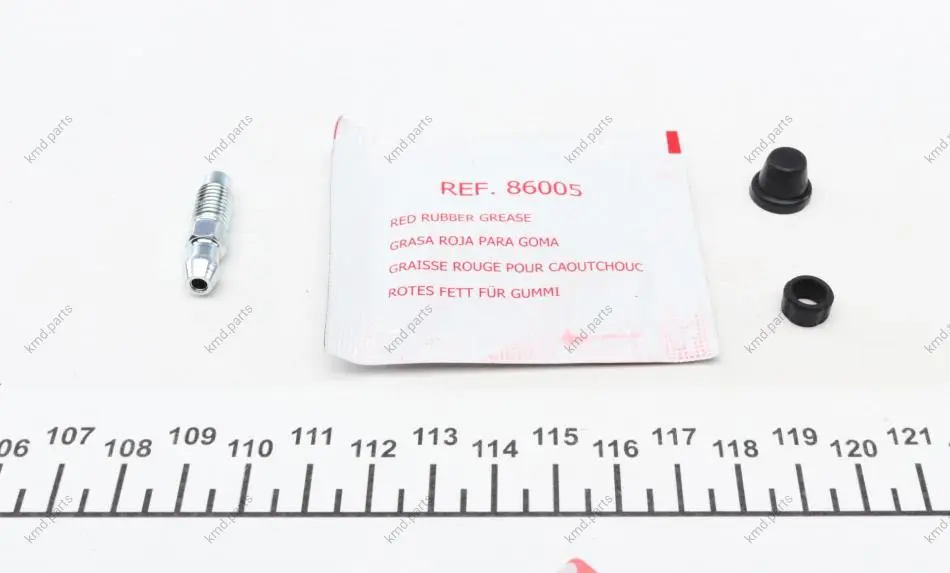 REF. 86005
RED RUBBER GREASE
GRASA ROJA PARA GOMA
GRAISSE ROUGE POUR CAOUTCHOUC
ROTES FETT FÜR GUMMI
06 107 108 109 110 111 112 113 114 115 116 117 118 119 120 121
kmd.parts